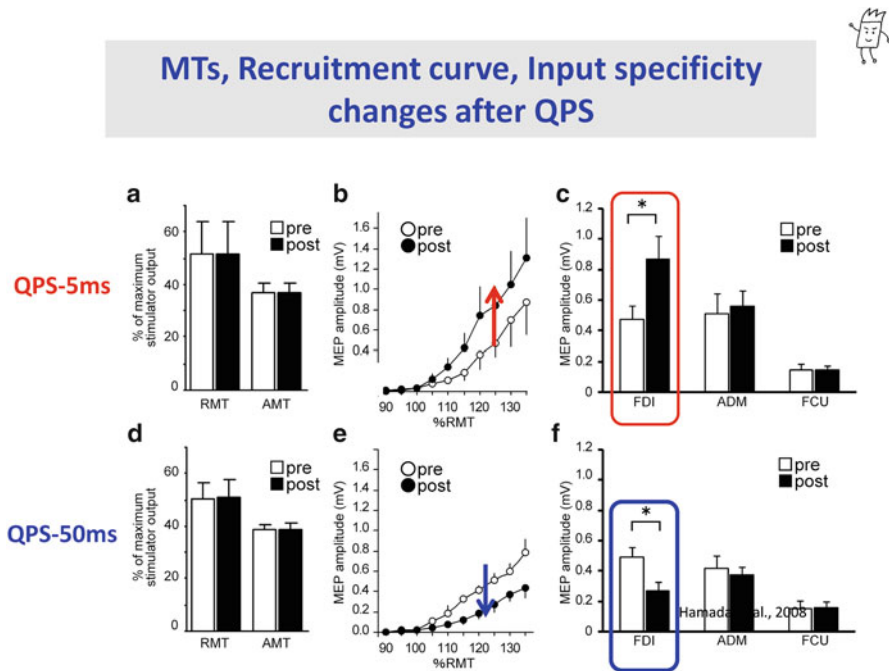 MTs, Recruitment curve, Input specificity
changes after QPS
QPS-5ms
a
% of maximum
stimulator output
60
40
20
0
pre
post
RMT
AMT
b
MEP amplitude (mV)
1.6
1.4
1.2
1.0
0.8
0.6
0.4
pre
post
90
100
110
120
130
%RMT
c
MEP amplitude (mV)
1.2
1
0.8
0.6
0.4
0.2
0
*
pre
post
FDI
ADM
FCU
QPS-50ms
d
% of maximum
stimulator output
60
40
20
0
pre
post
RMT
AMT
e
MEP amplitude (mV)
1.6
1.4
1.2
1.0
0.8
0.6
0.4
0.2
0
pre
post
90
100
110
120
130
%RMT
f
MEP amplitude (mV)
1.2
1
0.8
0.6
0.4
0.2
0
*
pre
post
FDI
ADM
FCU
Hamada 2008